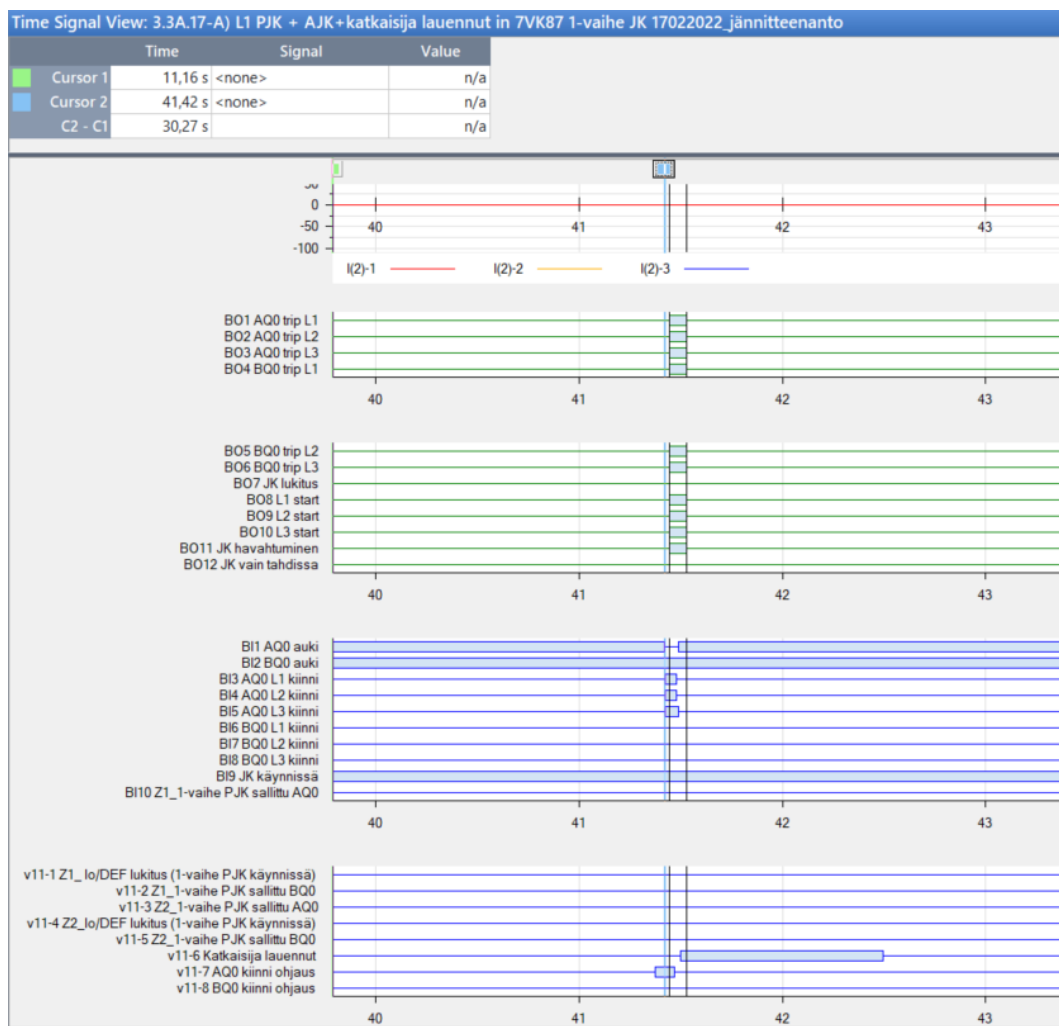 Time Signal View: 3.3A.17-A) L1 PJK + AJK+katkaisija lauennut in 7VK87 1-vaihe JK 17022022_jännitteenanto
Time Signal Value
Cursor 1 11,16 s <none> n/a
Cursor 2 41,42 s <none> n/a
C2 - C1 30,27 s n/a
0
-50
-100
40 41 42 43
I(2)-1 I(2)-2 I(2)-3
BO1 AQ0 trip L1
BO2 AQ0 trip L2
BO3 AQ0 trip L3
BO4 BQ0 trip L1
40 41 42 43
BO5 BQ0 trip L2
BO6 BQ0 trip L3
BO7 JK lukitus
BO8 L1 start
BO9 L2 start
BO10 L3 start
BO11 JK havahtuminen
BO12 JK vain tahdissa
40 41 42 43
BI1 AQ0 auki
BI2 BQ0 auki
BI3 AQ0 L1 kiinni
BI4 AQ0 L2 kiinni
BI5 AQ0 L3 kiinni
BI6 BQ0 L1 kiinni
BI7 BQ0 L2 kiinni
BI8 BQ0 L3 kiinni
BI9 JK käynnissä
BI10 Z1_1-vaihe PJK sallittu AQ0
40 41 42 43
v11-1 Z1_ Io/DEF lukitus (1-vaihe PJK käynnissä)
v11-2 Z1_1-vaihe PJK sallittu BQ0
v11-3 Z2_1-vaihe PJK sallittu AQ0
v11-4 Z2_Io/DEF lukitus (1-vaihe PJK käynnissä)
v11-5 Z2_1-vaihe PJK sallittu BQ0
v11-6 Katkaisija lauennut
v11-7 AQ0 kiinni ohjaus
v11-8 BQ0 kiinni ohjaus
40 41 42 43